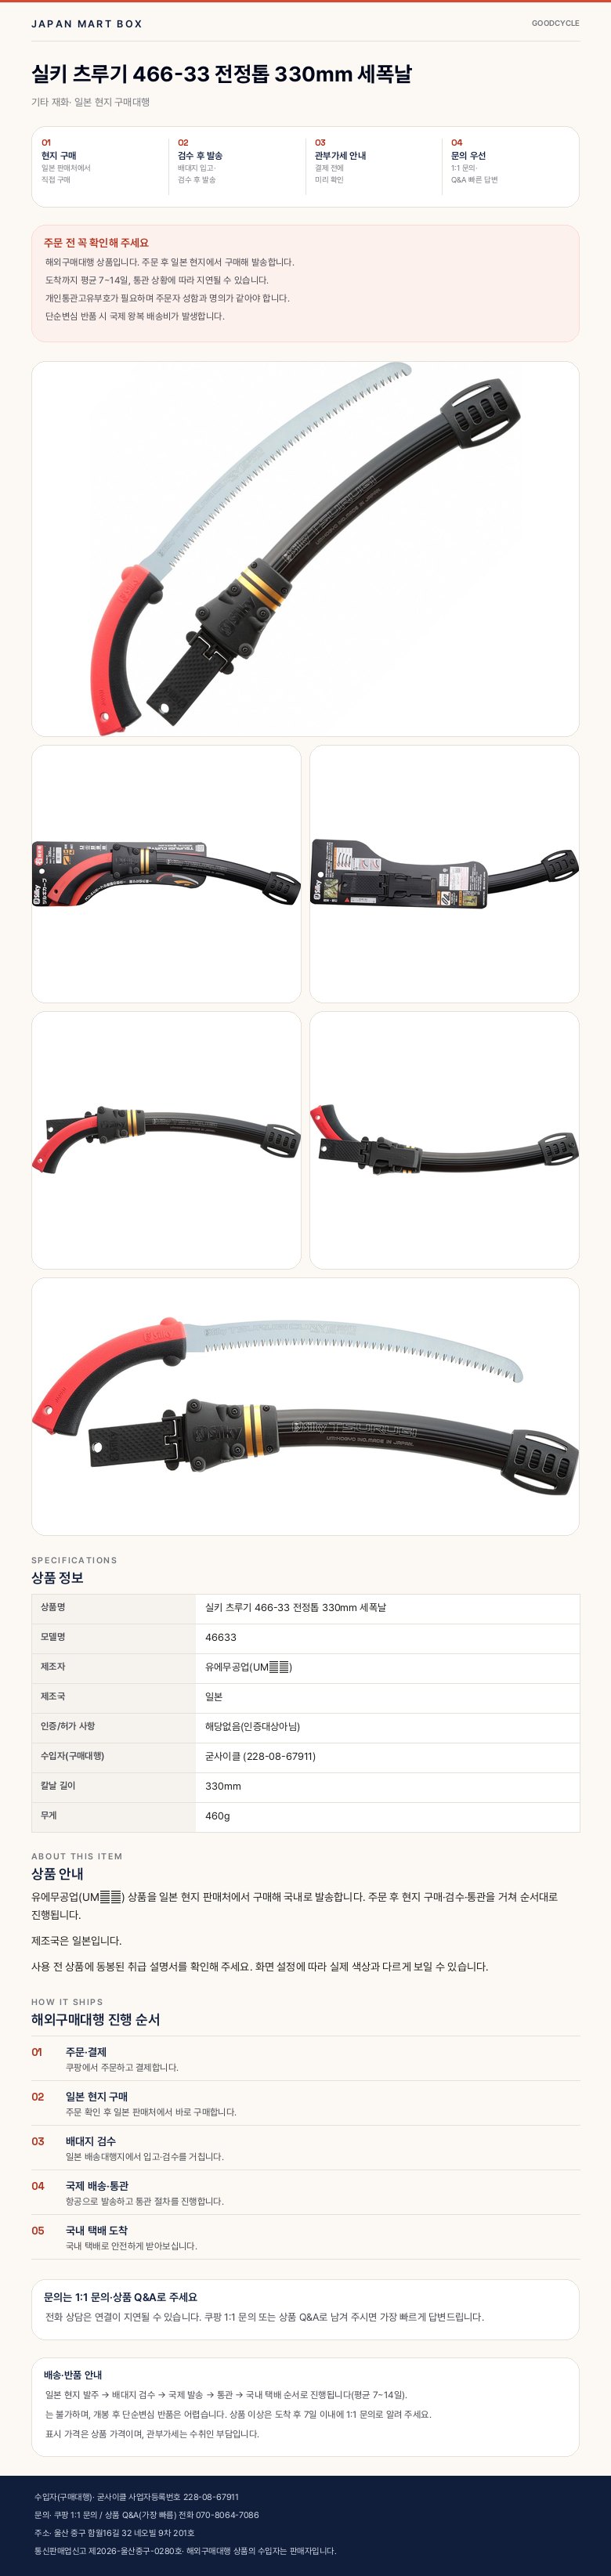 JAPAN MART BOX
GOODCYCLE
실키 츠루기 466-33 전정톱 330mm 세폭날
기타 재화· 일본 현지 구매대행
01
현지 구매
일본 판매처에서
직접 구매
02
검수 후 발송
배대지 입고·
검수 후 발송
03
관부가세 안내
결제 전에
미리 확인
04
문의 우선
1:1 문의·
Q&A 빠른 답변
주문 전 꼭 확인해 주세요
해외구매대행 상품입니다. 주문 후 일본 현지에서 구매해 발송합니다.
도착까지 평균 7~14일, 통관 상황에 따라 지연될 수 있습니다.
개인통관고유부호가 필요하며 주문자 성함과 명의가 같아야 합니다.
단순변심 반품 시 국제 왕복 배송비가 발생합니다.
Silky
Silky
Silky
Silky TSURUGI
UM KOGYO INC. MADE IN JAPAN
SPECIFICATIONS
상품 정보
상품명
실키 츠루기 466-33 전정톱 330mm 세폭날
모델명
46633
제조자
유에무공업(UM)
제조국
일본
인증/허가 사항
해당없음(인증대상아님)
수입자(구매대행)
굳사이클 (228-08-67911)
칼날 길이
330mm
무게
460g
ABOUT THIS ITEM
상품 안내
유에무공업(UM) 상품을 일본 현지 판매처에서 구매해 국내로 발송합니다. 주문 후 현지 구매·검수·통관을 거쳐 순서대로
진행됩니다.
제조국은 일본입니다.
사용 전 상품에 동봉된 취급 설명서를 확인해 주세요. 화면 설정에 따라 실제 색상과 다르게 보일 수 있습니다.
HOW IT SHIPS
해외구매대행 진행 순서
01
주문·결제
쿠팡에서 주문하고 결제합니다.
02
일본 현지 구매
주문 확인 후 일본 판매처에서 바로 구매합니다.
03
배대지 검수
일본 배송대행지에서 입고·검수를 거칩니다.
04
국제 배송·통관
항공으로 발송하고 통관 절차를 진행합니다.
05
국내 택배 도착
국내 택배로 안전하게 받아보십니다.
문의는 1:1 문의·상품 Q&A로 주세요
전화 상담은 연결이 지연될 수 있습니다. 쿠팡 1:1 문의 또는 상품 Q&A로 남겨 주시면 가장 빠르게 답변드립니다.
배송·반품 안내
일본 현지 발주 → 배대지 검수 → 국제 발송 → 통관 → 국내 택배 순서로 진행됩니다(평균 7~14일).
는 불가하며, 개봉 후 단순변심 반품은 어렵습니다. 상품 이상은 도착 후 7일 이내에 1:1 문의로 알려 주세요.
표시 가격은 상품 가격이며, 관부가세는 수취인 부담입니다.
수입자(구매대행)· 굳사이클 사업자등록번호 228-08-67911
문의· 쿠팡 1:1 문의 / 상품 Q&A(가장 빠름) 전화 070-8064-7086
주소· 울산 중구 함월16길 32 네오빌 9차 201호
통신판매업신고 제2026-울산중구-0280호· 해외구매대행 상품의 수입자는 판매자입니다.